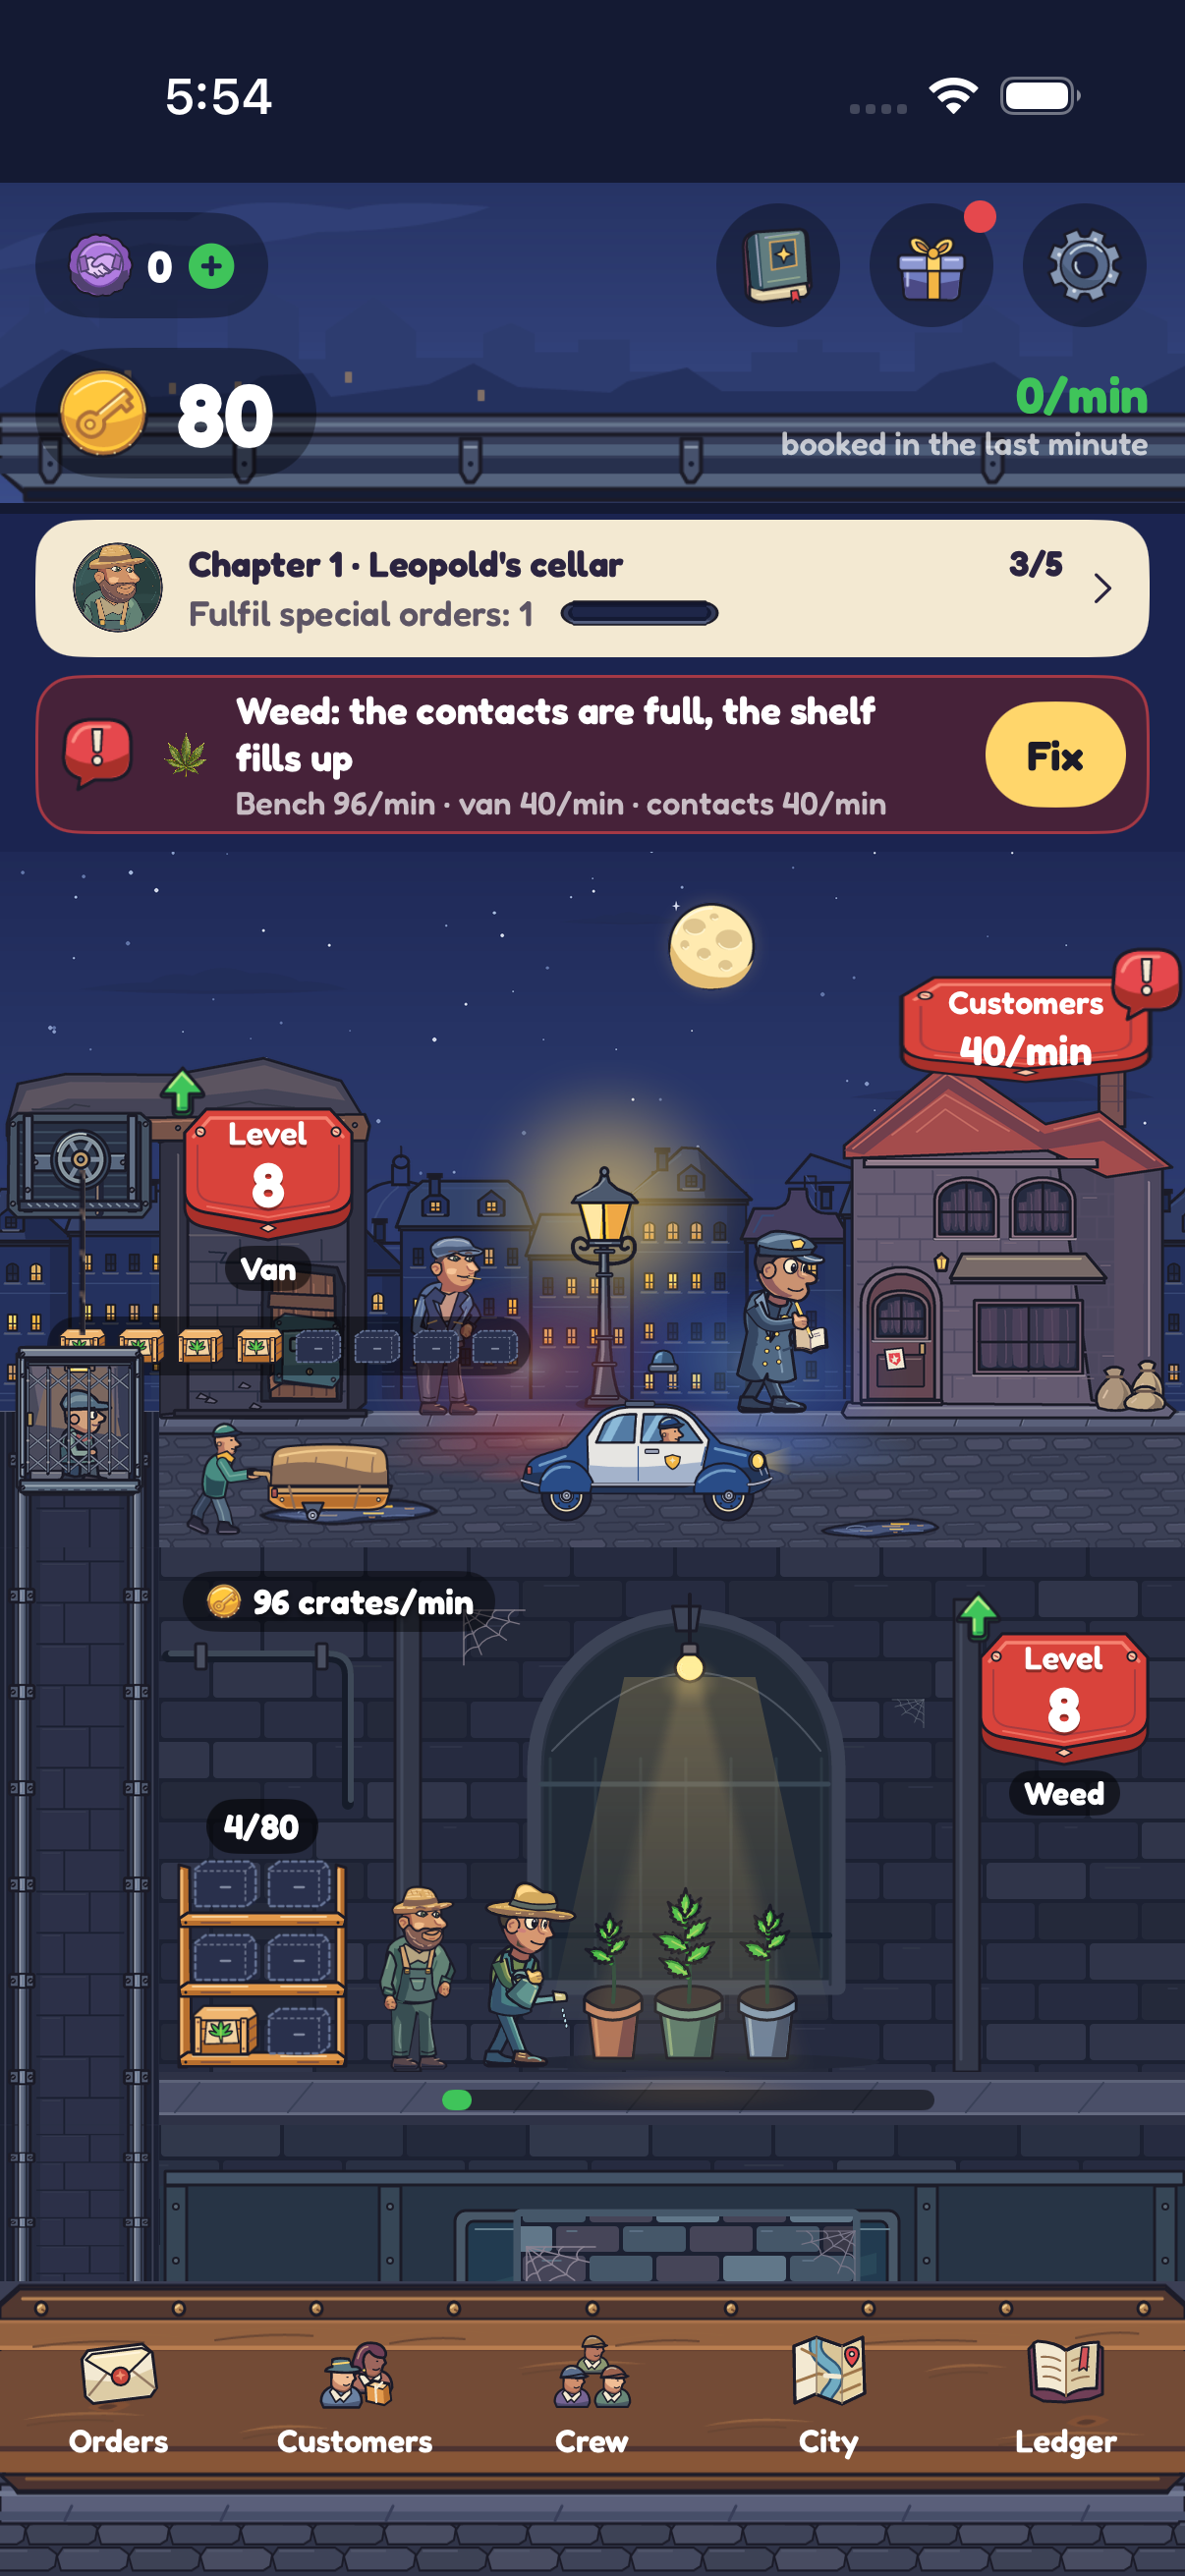 5:54
0
80
0/min
booked in the last minute
Chapter 1 · Leopold's cellar
3/5
Fulfil special orders: 1
Weed: the contacts are full, the shelf
fills up
Bench 96/min · van 40/min · contacts 40/min
Fix
Customers
40/min
Level
8
Van
96 crates/min
Level
8
Weed
4/80
Orders
Customers
Crew
City
Ledger